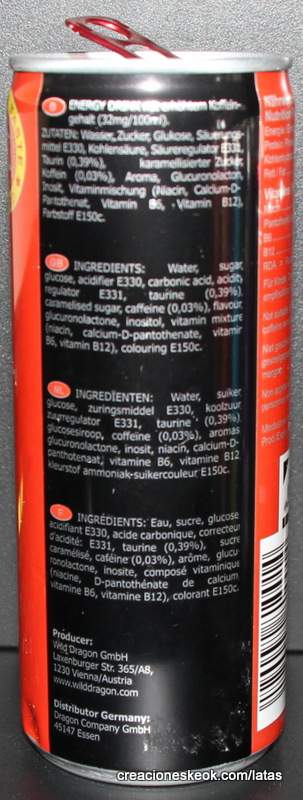 TASTE
D
ENERGY DRINK mit erhöhtem Koffein-
gehalt (32mg/100ml).
ZUTATEN: Wasser, Zucker, Glukose, Säuerungs-
mittel E330, Kohlensäure, Säureregulator E331,
Taurin (0,39%), karamellisierter Zucker,
Koffein (0,03%), Aroma, Glucuronolacton,
Inosit, Vitaminmischung (Niacin, Calcium-D-
Pantothenat, Vitamin B6, Vitamin B12),
Farbstoff E150c.
GB INGREDIENTS: Water, sugar,
glucose, acidifier E330, carbonic acid, acidity
regulator E331, taurine (0,39%),
caramelised sugar, caffeine (0,03%), flavour,
glucuronolactone, inositol, vitamin mixture
(niacin, calcium-D-pantothenate, vitamin
B6, vitamin B12), colouring E150c.
NL INGREDIËNTEN: Water, suiker,
glucose, zuringsmiddel E330, koolzuur,
zuurregulator E331, taurine (0,39%),
glucosesiroop, coffeine (0,03%), aromas,
glucuronolactone, inosit, niacin, calcium-D-
panthotenaat, vitamine B6, vitamine B12,
kleurstof ammoniak-suikercouleur E150c.
F INGRÉDIENTS: Eau, sucre, glucose,
acidifiant E330, acide carbonique, correcteur
d'acidité: E331, taurine (0,39%), sucre
caramélisé, caféine (0,03%), arôme, glucu-
ronolactone, inosite, composé vitaminique
(niacine, D-pantothénate de calcium,
vitamine B6, vitamine B12), colorant E150c.
Producer:
Wild Dragon GmbH
Laxenburger Str. 365/A8,
1230 Vienna/Austria
www.wilddragon.com
Distributor Germany:
Dragon Company GmbH
45147 Essen
creacioneskeok.com/latas